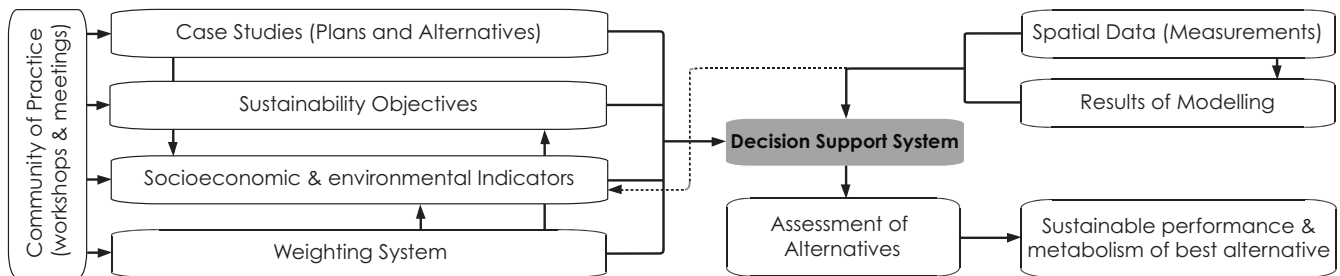 Community of Practice
(workshops & meetings)
Case Studies (Plans and Alternatives)
Sustainability Objectives
Socioeconomic & environmental Indicators
Weighting System
Decision Support System
Assessment of
Alternatives
Spatial Data (Measurements)
Results of Modelling
Sustainable performance &
metabolism of best alternative